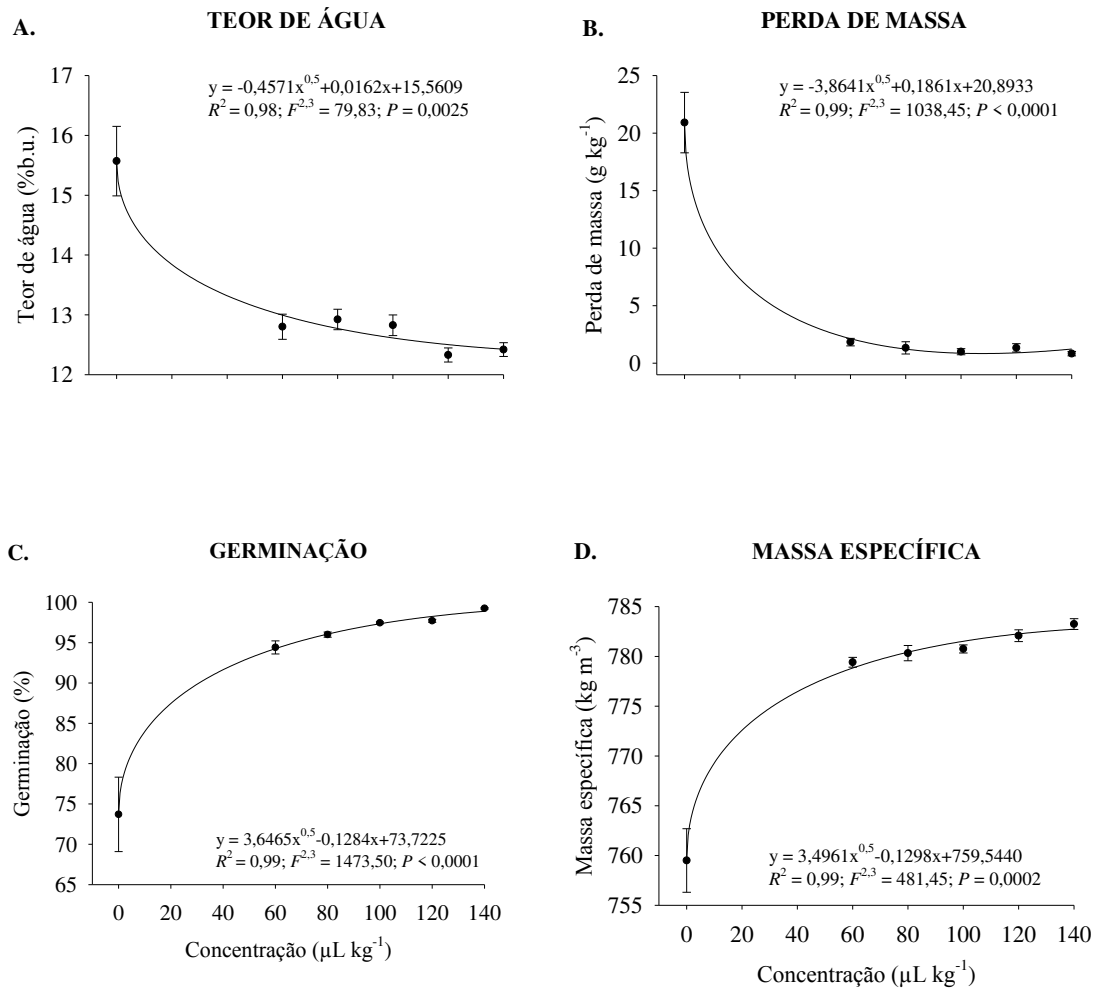 A.
TEOR DE ÁGUA
y = -0,4571x^0,5+0,0162x+15,5609
R² = 0,98; F^2,3 = 79,83; P = 0,0025
Teor de água (%b.u.)
17
16
15
14
13
12
B.
PERDA DE MASSA
y = -3,8641x^0,5+0,1861x+20,8933
R² = 0,99; F^2,3 = 1038,45; P < 0,0001
Perda de massa (g kg⁻¹)
25
20
15
10
5
0
C.
GERMINAÇÃO
Germinação (%)
100
95
90
85
80
75
70
65
y = 3,6465x^0,5-0,1284x+73,7225
R² = 0,99; F^2,3 = 1473,50; P < 0,0001
0 20 40 60 80 100 120 140
Concentração (µL kg⁻¹)
D.
MASSA ESPECÍFICA
Massa específica (kg m⁻³)
785
780
775
770
765
760
755
y = 3,4961x^0,5-0,1298x+759,5440
R² = 0,99; F^2,3 = 481,45; P = 0,0002
0 20 40 60 80 100 120 140
Concentração (µL kg⁻¹)